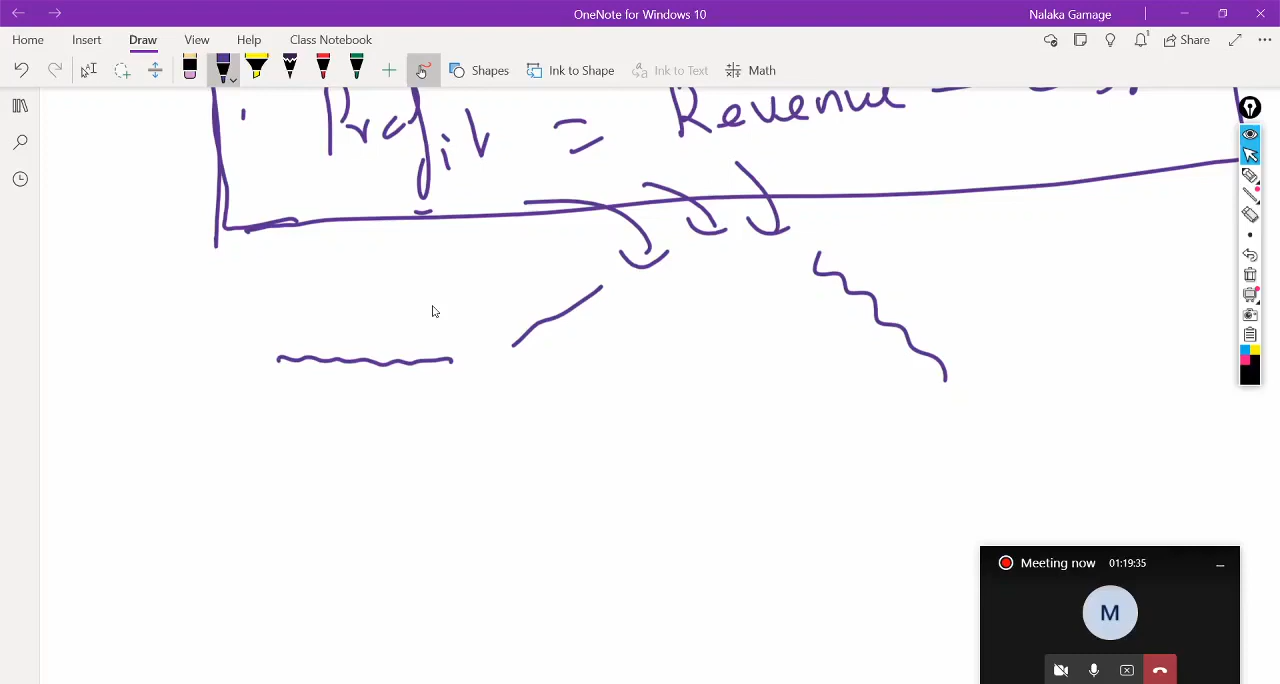 OneNote for Windows 10
Nalaka Gamage
Home Insert Draw View Help Class Notebook
Share
Shapes Ink to Shape Ink to Text Math
Profit = Revenue -
Meeting now 01:19:35
M